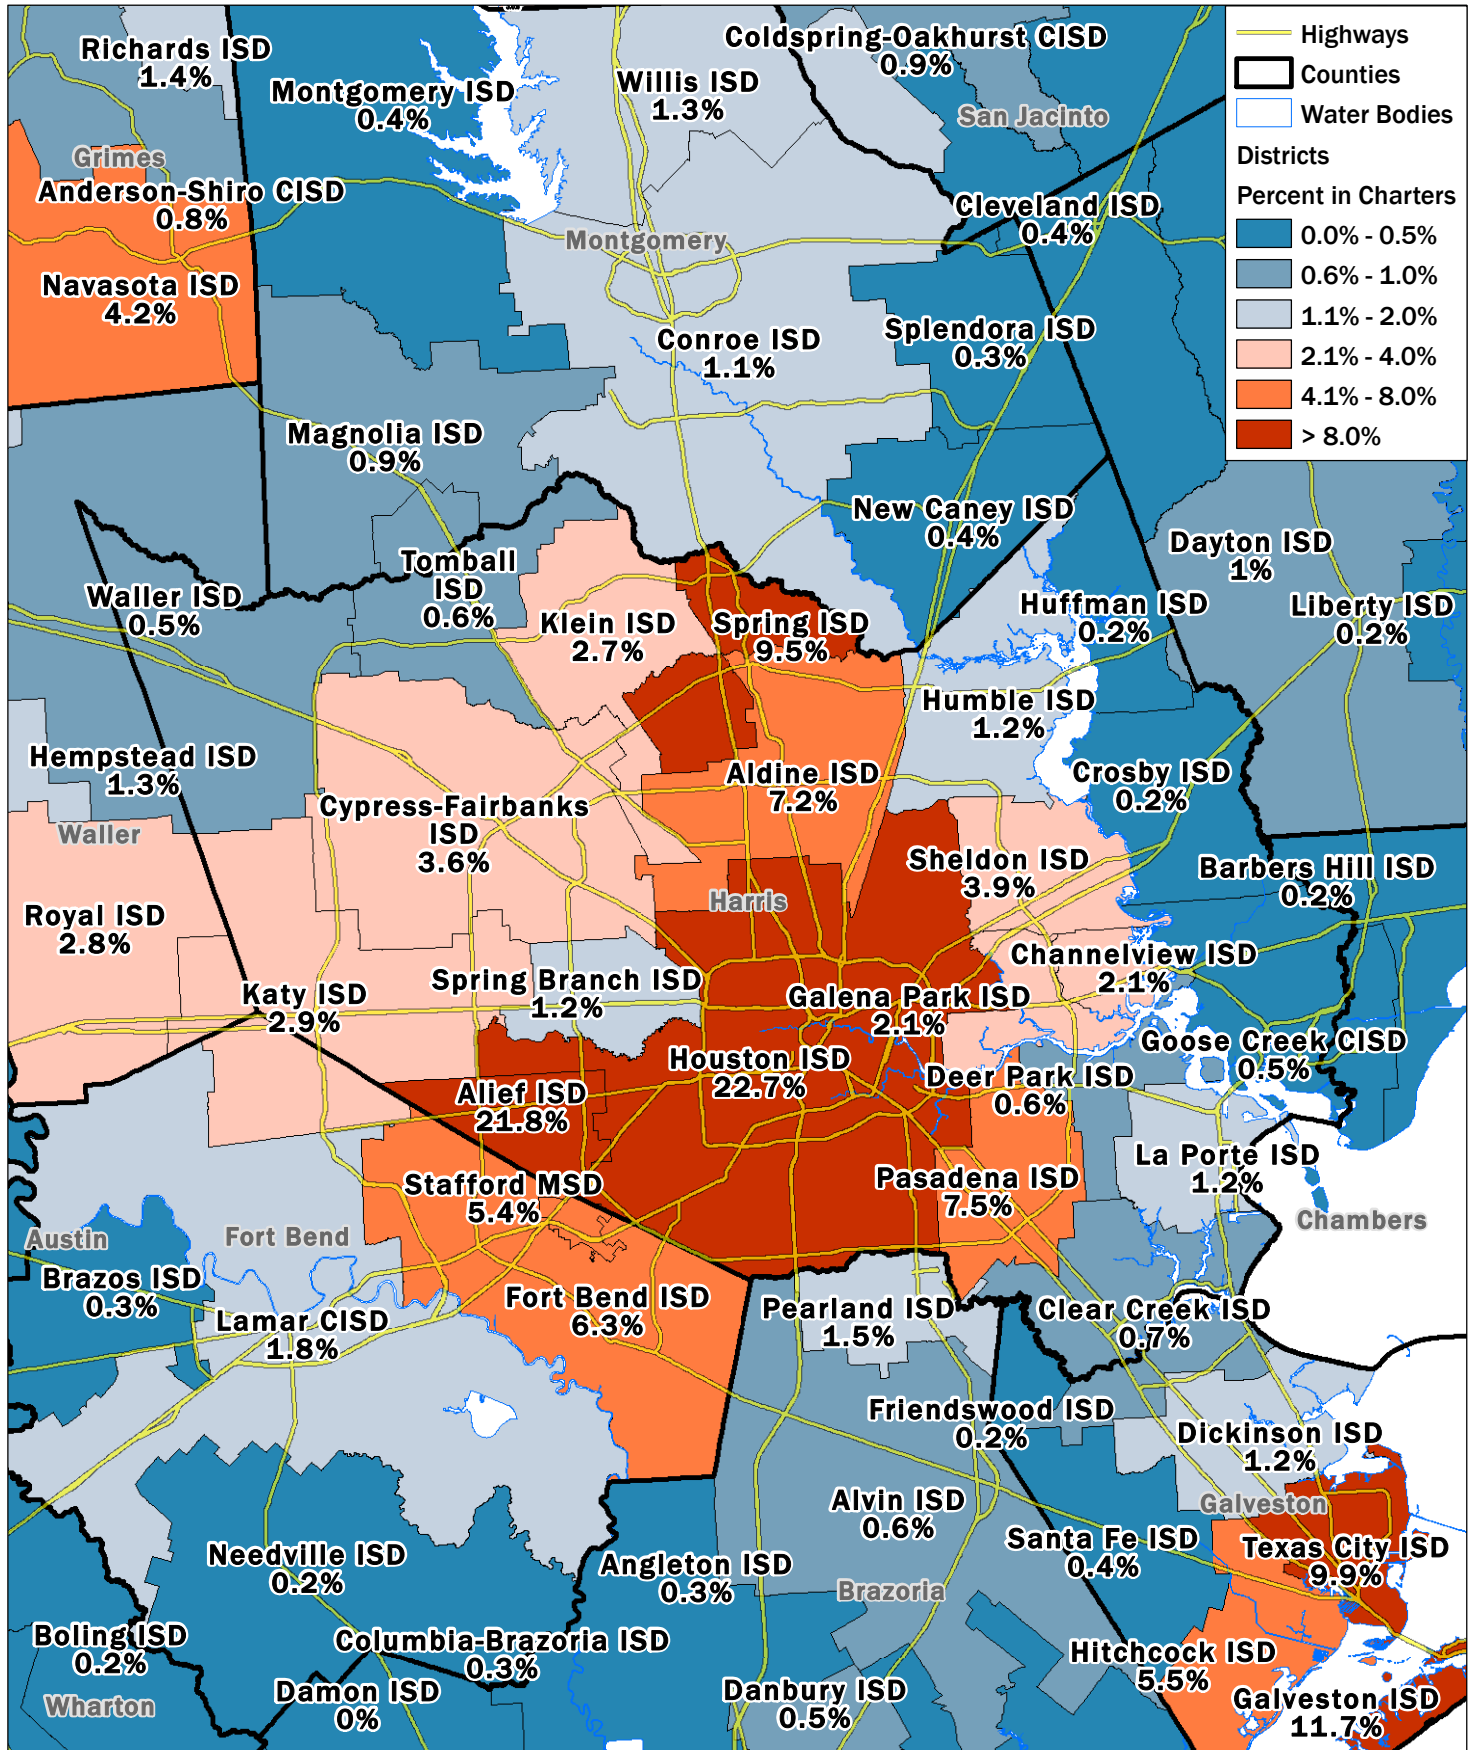 Richards ISD
1.4%
Montgomery ISD
0.4%
Willis ISD
1.3%
Coldspring-Oakhurst CISD
0.9%
San Jacinto
Highways
Counties
Water Bodies
Districts
Percent in Charters
0.0% - 0.5%
0.6% - 1.0%
1.1% - 2.0%
2.1% - 4.0%
4.1% - 8.0%
> 8.0%
Grimes
Anderson-Shiro CISD
0.8%
Cleveland ISD
0.4%
Montgomery
Navasota ISD
4.2%
Conroe ISD
1.1%
Splendora ISD
0.3%
Magnolia ISD
0.9%
New Caney ISD
0.4%
Dayton ISD
1%
Tomball
ISD
0.6%
Waller ISD
0.5%
Klein ISD
2.7%
Spring ISD
9.5%
Huffman ISD
0.2%
Liberty ISD
0.2%
Humble ISD
1.2%
Hempstead ISD
1.3%
Aldine ISD
7.2%
Crosby ISD
0.2%
Cypress-Fairbanks
ISD
3.6%
Waller
Sheldon ISD
3.9%
Barbers Hill ISD
0.2%
Harris
Royal ISD
2.8%
Channelview ISD
2.1%
Spring Branch ISD
1.2%
Katy ISD
2.9%
Galena Park ISD
2.1%
Goose Creek CISD
0.5%
Houston ISD
22.7%
Deer Park ISD
0.6%
Alief ISD
21.8%
La Porte ISD
1.2%
Stafford MSD
5.4%
Pasadena ISD
7.5%
Chambers
Austin
Fort Bend
Brazos ISD
0.3%
Fort Bend ISD
6.3%
Pearland ISD
1.5%
Clear Creek ISD
0.7%
Lamar CISD
1.8%
Friendswood ISD
0.2%
Dickinson ISD
1.2%
Alvin ISD
0.6%
Galveston
Santa Fe ISD
0.4%
Texas City ISD
9.9%
Needville ISD
0.2%
Angleton ISD
0.3%
Brazoria
Boling ISD
0.2%
Columbia-Brazoria ISD
0.3%
Hitchcock ISD
5.5%
Wharton
Damon ISD
0%
Danbury ISD
0.5%
Galveston ISD
11.7%